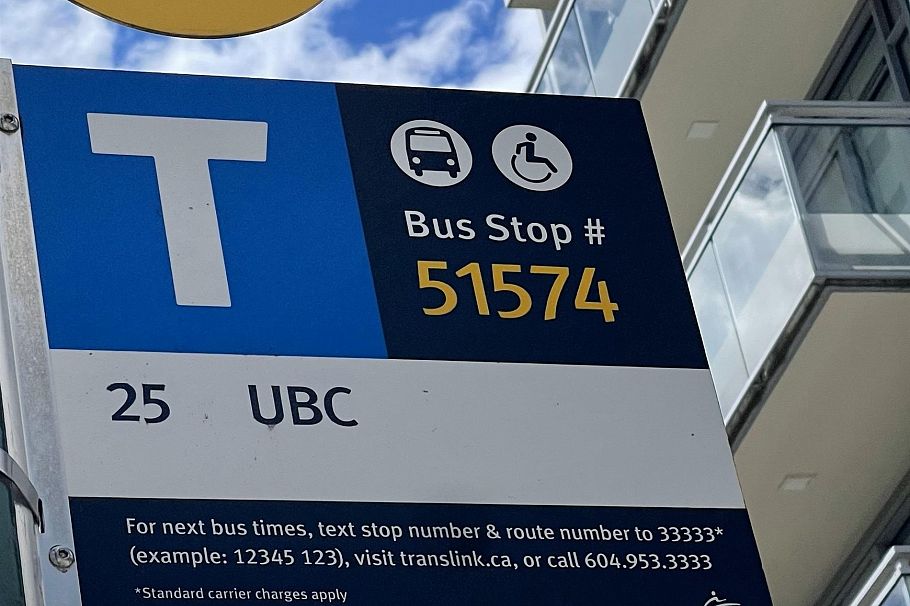 T
Bus Stop #
51574
25 UBC
For next bus times, text stop number & route number to 33333*
(example: 12345 123), visit translink.ca, or call 604.953.3333
*Standard carrier charges apply